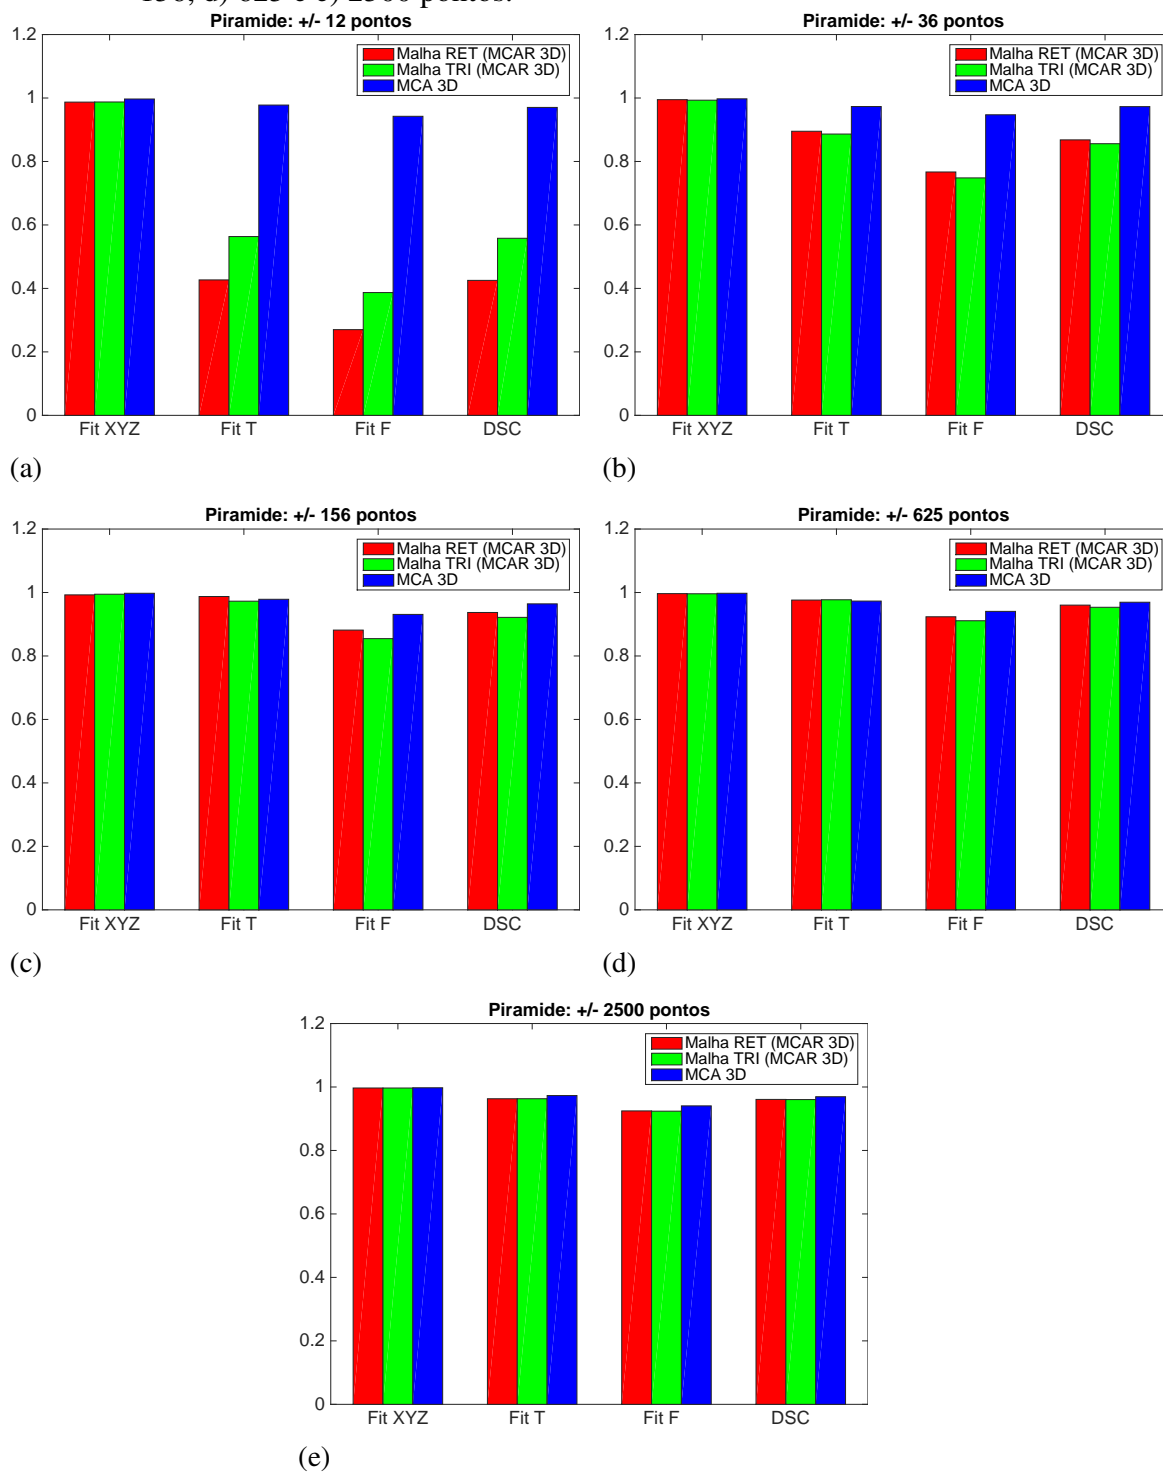 156, d) 625 e e) 2500 pontos.
Piramide: +/- 12 pontos
1.2
1
0.8
0.6
0.4
0.2
0
Malha RET (MCAR 3D)
Malha TRI (MCAR 3D)
MCA 3D
Fit XYZ Fit T Fit F DSC
(a)
Piramide: +/- 36 pontos
1.2
1
0.8
0.6
0.4
0.2
0
Malha RET (MCAR 3D)
Malha TRI (MCAR 3D)
MCA 3D
Fit XYZ Fit T Fit F DSC
(b)
Piramide: +/- 156 pontos
1.2
1
0.8
0.6
0.4
0.2
0
Malha RET (MCAR 3D)
Malha TRI (MCAR 3D)
MCA 3D
Fit XYZ Fit T Fit F DSC
(c)
Piramide: +/- 625 pontos
1.2
1
0.8
0.6
0.4
0.2
0
Malha RET (MCAR 3D)
Malha TRI (MCAR 3D)
MCA 3D
Fit XYZ Fit T Fit F DSC
(d)
Piramide: +/- 2500 pontos
1.2
1
0.8
0.6
0.4
0.2
0
Malha RET (MCAR 3D)
Malha TRI (MCAR 3D)
MCA 3D
Fit XYZ Fit T Fit F DSC
(e)